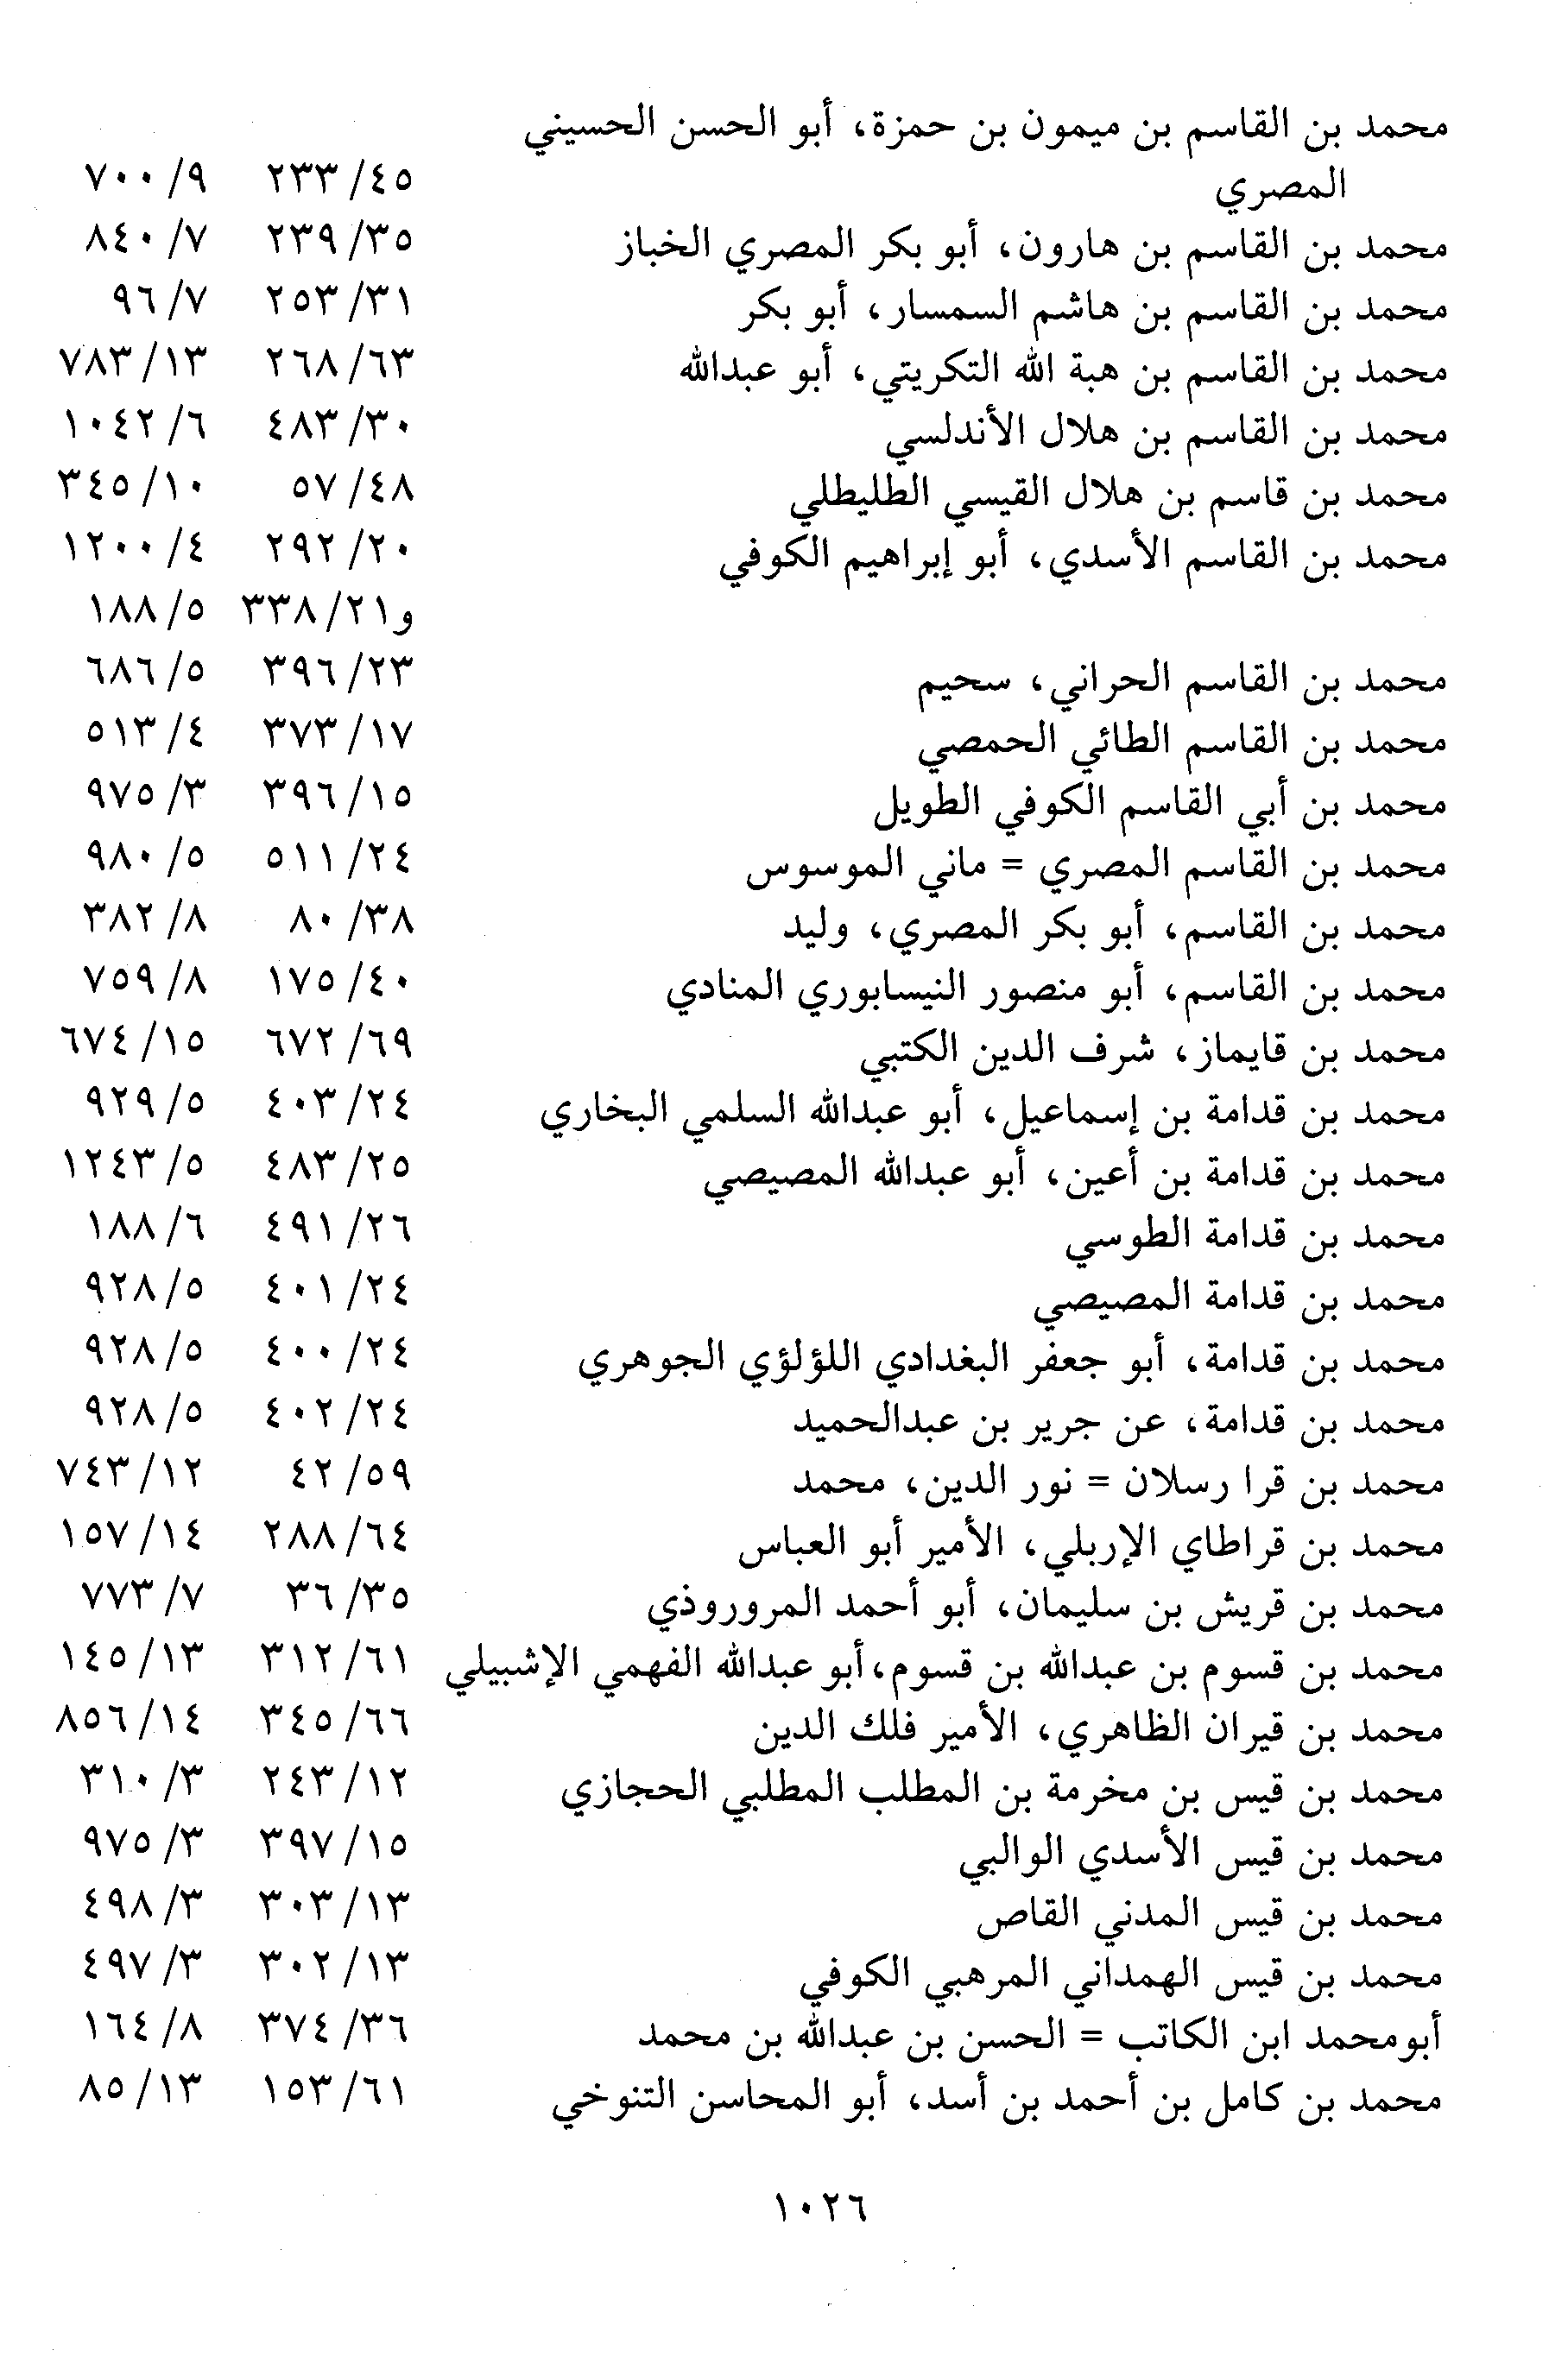 محمد بن القاسم بن ميمون بن حمزة، أبو الحسن الحسيني
المصري ٤٥/ ٢٣٣ ٩/ ٧٠٠
محمد بن القاسم بن هارون، أبو بكر المصري الخباز ٣٥/ ٢٣٩ ٧/ ٨٤٠
محمد بن القاسم بن هاشم السمسار، أبو بكر ٣١/ ٢٥٣ ٧/ ٩٦
محمد بن القاسم بن هبة الله التكريتي، أبو عبدالله ٦٣/ ٢٦٨ ١٣/ ٧٨٣
محمد بن القاسم بن هلال الأندلسي ٣٠/ ٤٨٣ ٦/ ١٠٤٢
محمد بن قاسم بن هلال القيسي الطليطلي ٤٨/ ٥٧ ١٠/ ٣٤٥
محمد بن القاسم الأسدي، أبو إبراهيم الكوفي ٢٠/ ٢٩٢ ٤/ ١٢٠٠
و٢١/ ٣٣٨ ٥/ ١٨٨
محمد بن القاسم الحراني، سحيم ٢٣/ ٣٩٦ ٥/ ٦٨٦
محمد بن القاسم الطائي الحمصي ١٧/ ٣٧٣ ٤/ ٥١٣
محمد بن أبي القاسم الكوفي الطويل ١٥/ ٣٩٦ ٣/ ٩٧٥
محمد بن القاسم المصري = ماني الموسوس ٢٤/ ٥١١ ٥/ ٩٨٠
محمد بن القاسم، أبو بكر المصري، وليد ٣٨/ ٨٠ ٨/ ٣٨٢
محمد بن القاسم، أبو منصور النيسابوري المنادي ٤٠/ ١٧٥ ٨/ ٧٥٩
محمد بن قايماز، شرف الدين الكتبي ٦٩/ ٦٧٢ ١٥/ ٦٧٤
محمد بن قدامة بن إسماعيل، أبو عبدالله السلمي البخاري ٢٤/ ٤٠٣ ٥/ ٩٢٩
محمد بن قدامة بن أعين، أبو عبدالله المصيصي ٢٥/ ٤٨٣ ٥/ ١٢٤٣
محمد بن قدامة الطوسي ٢٦/ ٤٩١ ٦/ ١٨٨
محمد بن قدامة المصيصي ٢٤/ ٤٠١ ٥/ ٩٢٨
محمد بن قدامة، أبو جعفر البغدادي اللؤلؤي الجوهري ٢٤/ ٤٠٠ ٥/ ٩٢٨
محمد بن قدامة، عن جرير بن عبدالحميد ٢٤/ ٤٠٢ ٥/ ٩٢٨
محمد بن قرا رسلان = نور الدين، محمد ٥٩/ ٤٢ ١٢/ ٧٤٣
محمد بن قراطاي الإربلي، الأمير أبو العباس ٦٤/ ٢٨٨ ١٤/ ١٥٧
محمد بن قريش بن سليمان، أبو أحمد المروروذي ٣٥/ ٣٦ ٧/ ٧٧٣
محمد بن قسوم بن عبدالله بن قسوم،أبو عبدالله الفهمي الإشبيلي ٦١/ ٣١٢ ١٣/ ١٤٥
محمد بن قيران الظاهري، الأمير فلك الدين ٦٦/ ٣٤٥ ١٤/ ٨٥٦
محمد بن قيس بن مخرمة بن المطلب المطلبي الحجازي ١٢/ ٢٤٣ ٣/ ٣١٠
محمد بن قيس الأسدي الوالبي ١٥/ ٣٩٧ ٣/ ٩٧٥
محمد بن قيس المدني القاص ١٣/ ٣٠٣ ٣/ ٤٩٨
محمد بن قيس الهمداني المرهبي الكوفي ١٣/ ٣٠٢ ٣/ ٤٩٧
أبومحمد ابن الكاتب = الحسن بن عبدالله بن محمد ٣٦/ ٣٧٤ ٨/ ١٦٤
محمد بن كامل بن أحمد بن أسد، أبو المحاسن التنوخي ٦١/ ١٥٣ ١٣/ ٨٥
١٠٢٦